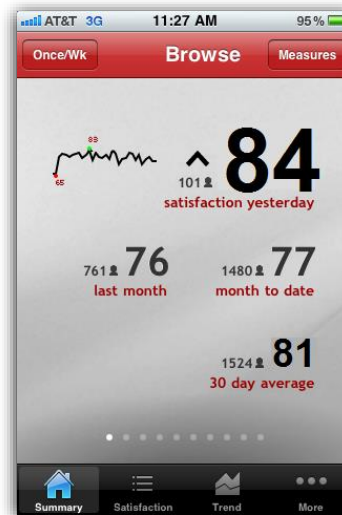 AT&T 3G 11:27 AM 95%
Once/Wk Browse Measures
83
65
101 84
satisfaction yesterday
761 76 1480 77
last month month to date
1524 81
30 day average
Summary Satisfaction Trend More